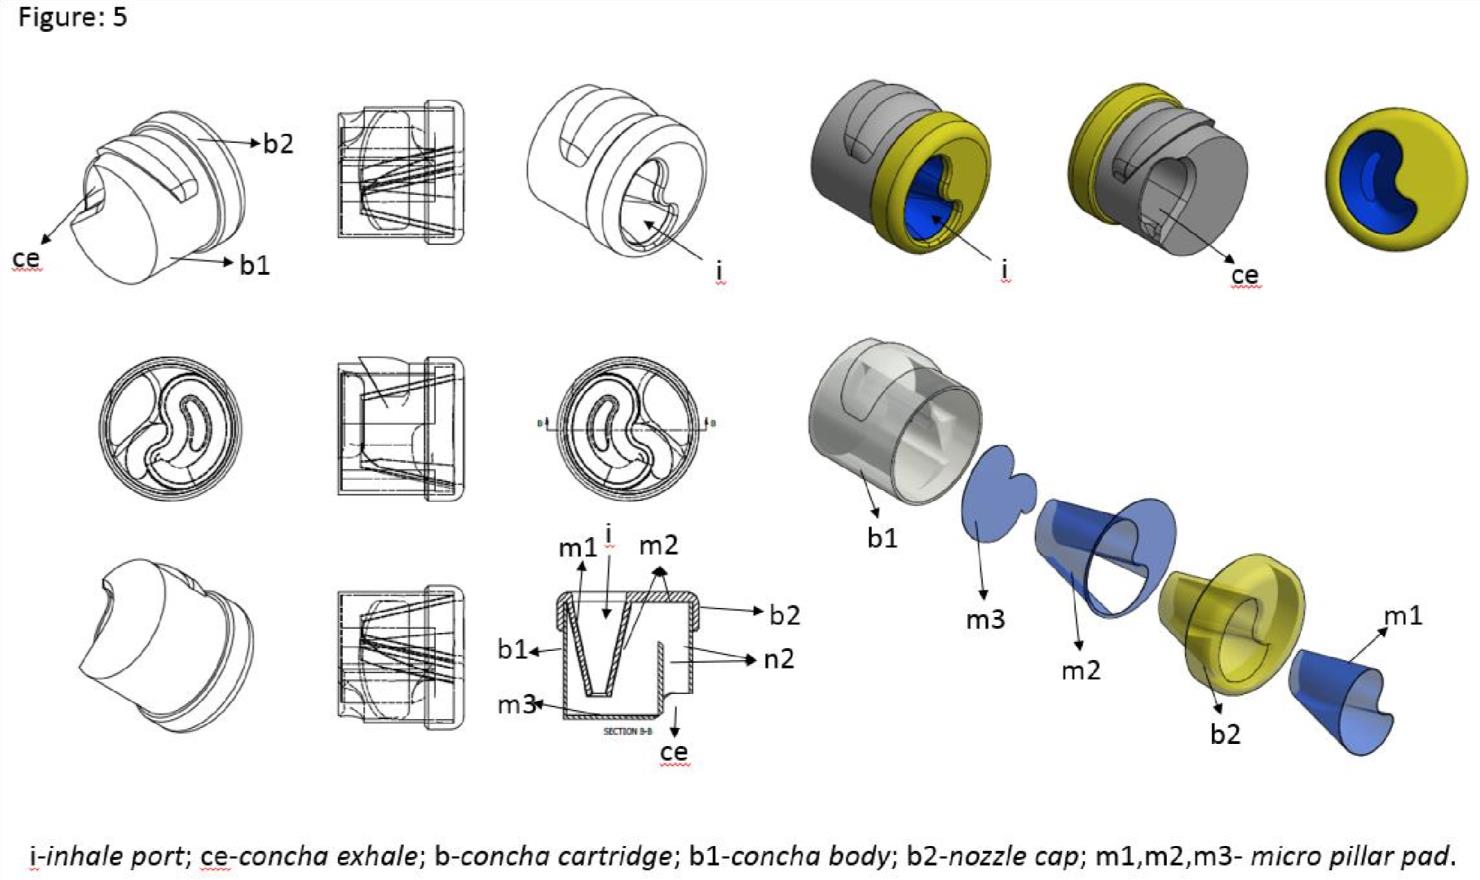 Figure: 5
b2
ce
b1
i
i
ce
B
B
b1
m3
m2
b2
m1
m1
i
m2
b2
b1
n2
m3
SECTION B-B
ce
i-inhale port; ce-concha exhale; b-concha cartridge; b1-concha body; b2-nozzle cap; m1,m2,m3- micro pillar pad.